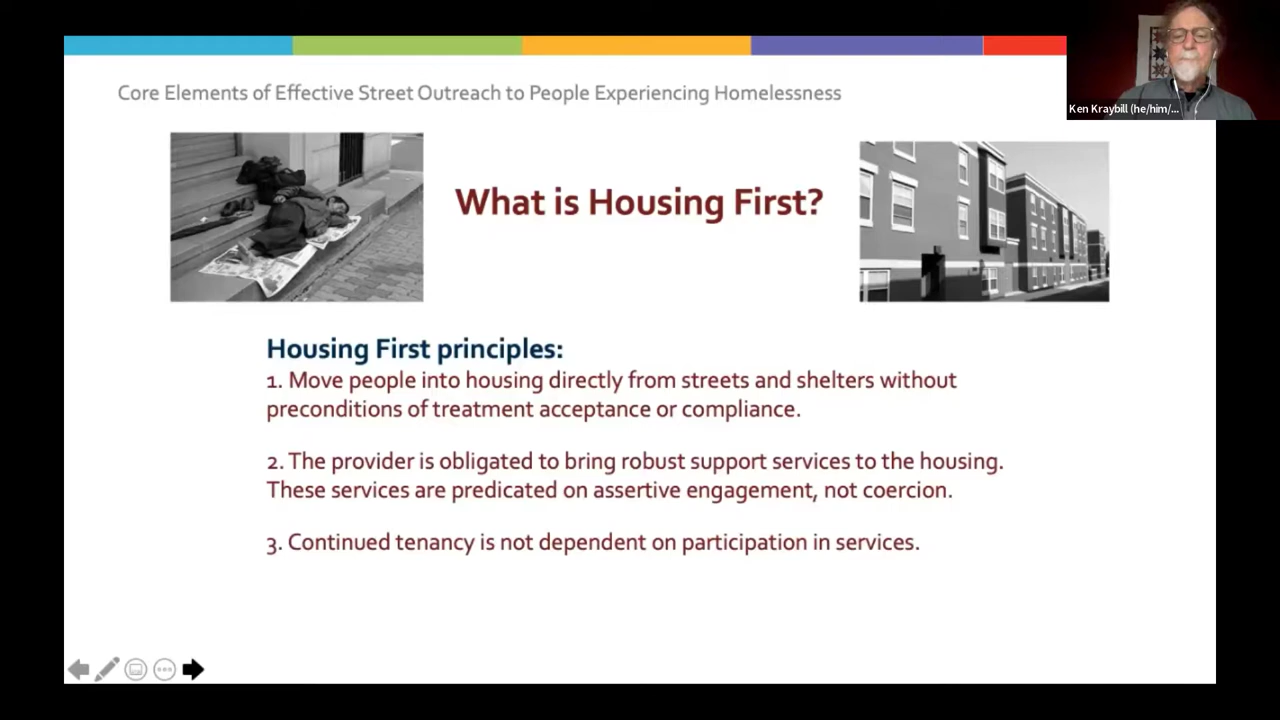 Core Elements of Effective Street Outreach to People Experiencing Homelessness
Ken Kraybill (he/him/...
What is Housing First?
Housing First principles:
1. Move people into housing directly from streets and shelters without
preconditions of treatment acceptance or compliance.
2. The provider is obligated to bring robust support services to the housing.
These services are predicated on assertive engagement, not coercion.
3. Continued tenancy is not dependent on participation in services.